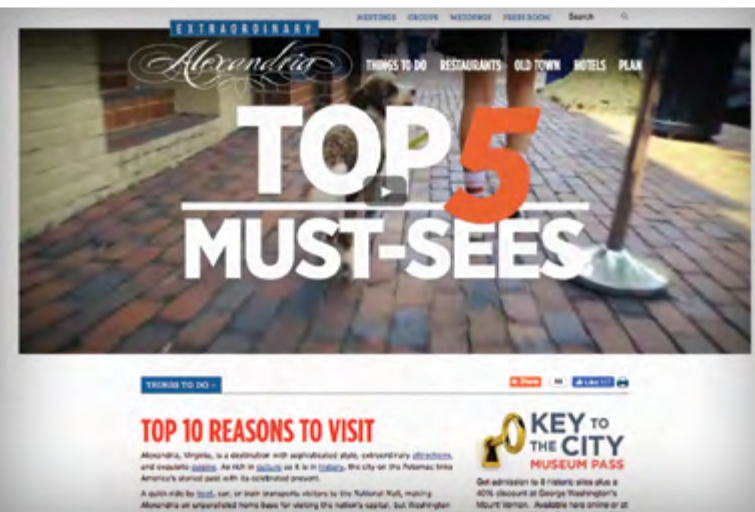 MEETINGS GROUPS WEDDINGS PRESS ROOM Search
EXTRAORDINARY
Alexandria
THINGS TO DO RESTAURANTS OLD TOWN HOTELS PLAN
TOP 5
MUST-SEES
THINGS TO DO
Share
Like 117
TOP 10 REASONS TO VISIT
Alexandria, Virginia, is a destination with sophisticated style, extraordinary attractions,
and exquisite cuisine. As rich in culture as it is in history, the city on the Potomac links
America's storied past with its celebrated present.
A quick ride by boat, car, or train transports visitors to the National Mall, making
Alexandria an unparalleled home base for visiting the nation's capital, but Washington
KEY TO
THE CITY
MUSEUM PASS
Get admission to 8 historic sites plus a
40% discount at George Washington's
Mount Vernon. Available here online or at